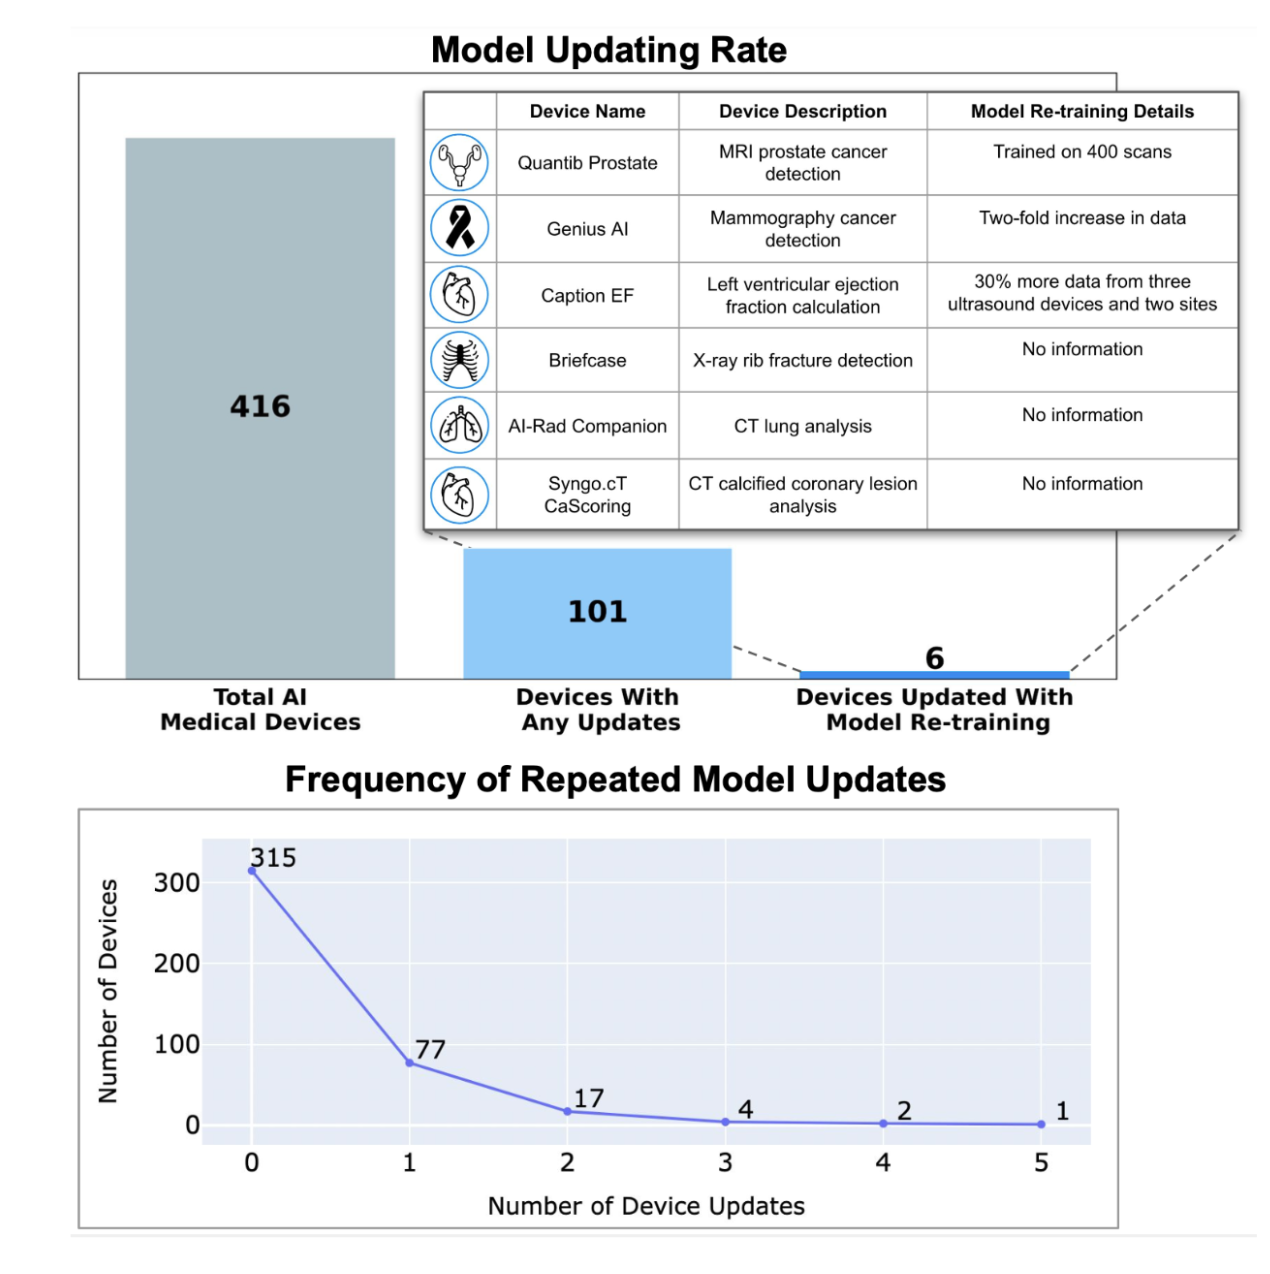 Model Updating Rate
Device Name Device Description Model Re-training Details
Quantib Prostate
MRI prostate cancer
detection
Trained on 400 scans
Genius AI
Mammography cancer
detection
Two-fold increase in data
Caption EF
Left ventricular ejection
fraction calculation
30% more data from three
ultrasound devices and two sites
Briefcase
X-ray rib fracture detection
No information
AI-Rad Companion
CT lung analysis
No information
Syngo.cT
CaScoring
CT calcified coronary lesion
analysis
No information
416
101
6
Total AI
Medical Devices
Devices With
Any Updates
Devices Updated With
Model Re-training
Frequency of Repeated Model Updates
Number of Devices
300
200
100
0
315
77
17
4
2
1
0 1 2 3 4 5
Number of Device Updates